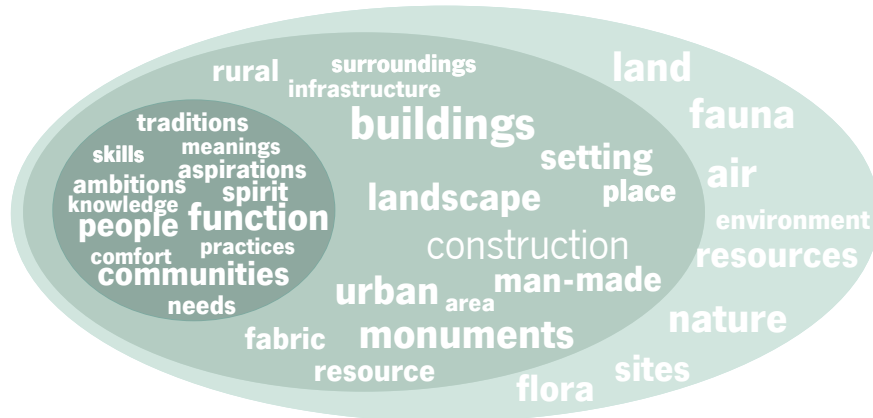 traditions
skills
meanings
aspirations
ambitions
spirit
knowledge
people
function
practices
comfort
communities
needs
rural
surroundings
infrastructure
buildings
setting
place
landscape
construction
man-made
urban
area
monuments
fabric
resource
land
fauna
air
environment
resources
nature
sites
flora